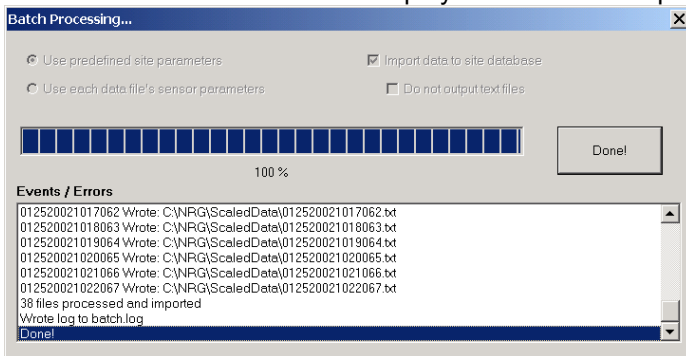 Batch Processing...
Use predefined site parameters
Import data to site database
Use each data file's sensor parameters
Do not output text files
Done!
100 %
Events / Errors
012520021017062 Wrote: C:\NRG\ScaledData\012520021017062.txt
012520021018063 Wrote: C:\NRG\ScaledData\012520021018063.txt
012520021019064 Wrote: C:\NRG\ScaledData\012520021019064.txt
012520021020065 Wrote: C:\NRG\ScaledData\012520021020065.txt
012520021021066 Wrote: C:\NRG\ScaledData\012520021021066.txt
012520021022067 Wrote: C:\NRG\ScaledData\012520021022067.txt
38 files processed and imported
Wrote log to batch.log
Done!